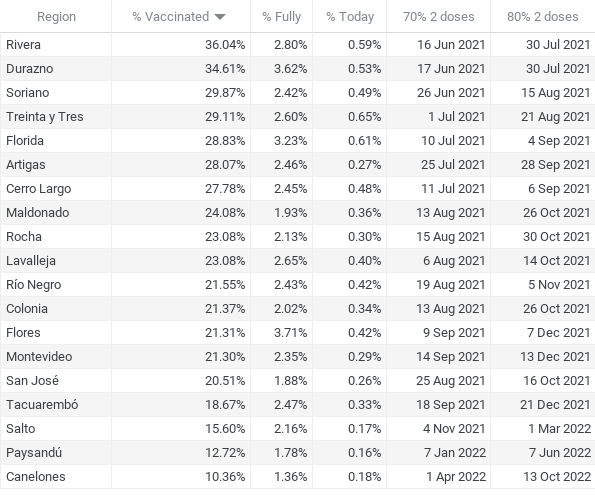 Region % Vaccinated % Fully % Today 70% 2 doses 80% 2 doses
Rivera 36.04% 2.80% 0.59% 16 Jun 2021 30 Jul 2021
Durazno 34.61% 3.62% 0.53% 17 Jun 2021 30 Jul 2021
Soriano 29.87% 2.42% 0.49% 26 Jun 2021 15 Aug 2021
Treinta y Tres 29.11% 2.60% 0.65% 1 Jul 2021 21 Aug 2021
Florida 28.83% 3.23% 0.61% 10 Jul 2021 4 Sep 2021
Artigas 28.07% 2.46% 0.27% 25 Jul 2021 28 Sep 2021
Cerro Largo 27.78% 2.45% 0.48% 11 Jul 2021 6 Sep 2021
Maldonado 24.08% 1.93% 0.36% 13 Aug 2021 26 Oct 2021
Rocha 23.08% 2.13% 0.30% 15 Aug 2021 30 Oct 2021
Lavalleja 23.08% 2.65% 0.40% 6 Aug 2021 14 Oct 2021
Río Negro 21.55% 2.43% 0.42% 19 Aug 2021 5 Nov 2021
Colonia 21.37% 2.02% 0.34% 13 Aug 2021 26 Oct 2021
Flores 21.31% 3.71% 0.42% 9 Sep 2021 7 Dec 2021
Montevideo 21.30% 2.35% 0.29% 14 Sep 2021 13 Dec 2021
San José 20.51% 1.88% 0.26% 25 Aug 2021 16 Oct 2021
Tacuarembó 18.67% 2.47% 0.33% 18 Sep 2021 21 Dec 2021
Salto 15.60% 2.16% 0.17% 4 Nov 2021 1 Mar 2022
Paysandú 12.72% 1.78% 0.16% 7 Jan 2022 7 Jun 2022
Canelones 10.36% 1.36% 0.18% 1 Apr 2022 13 Oct 2022